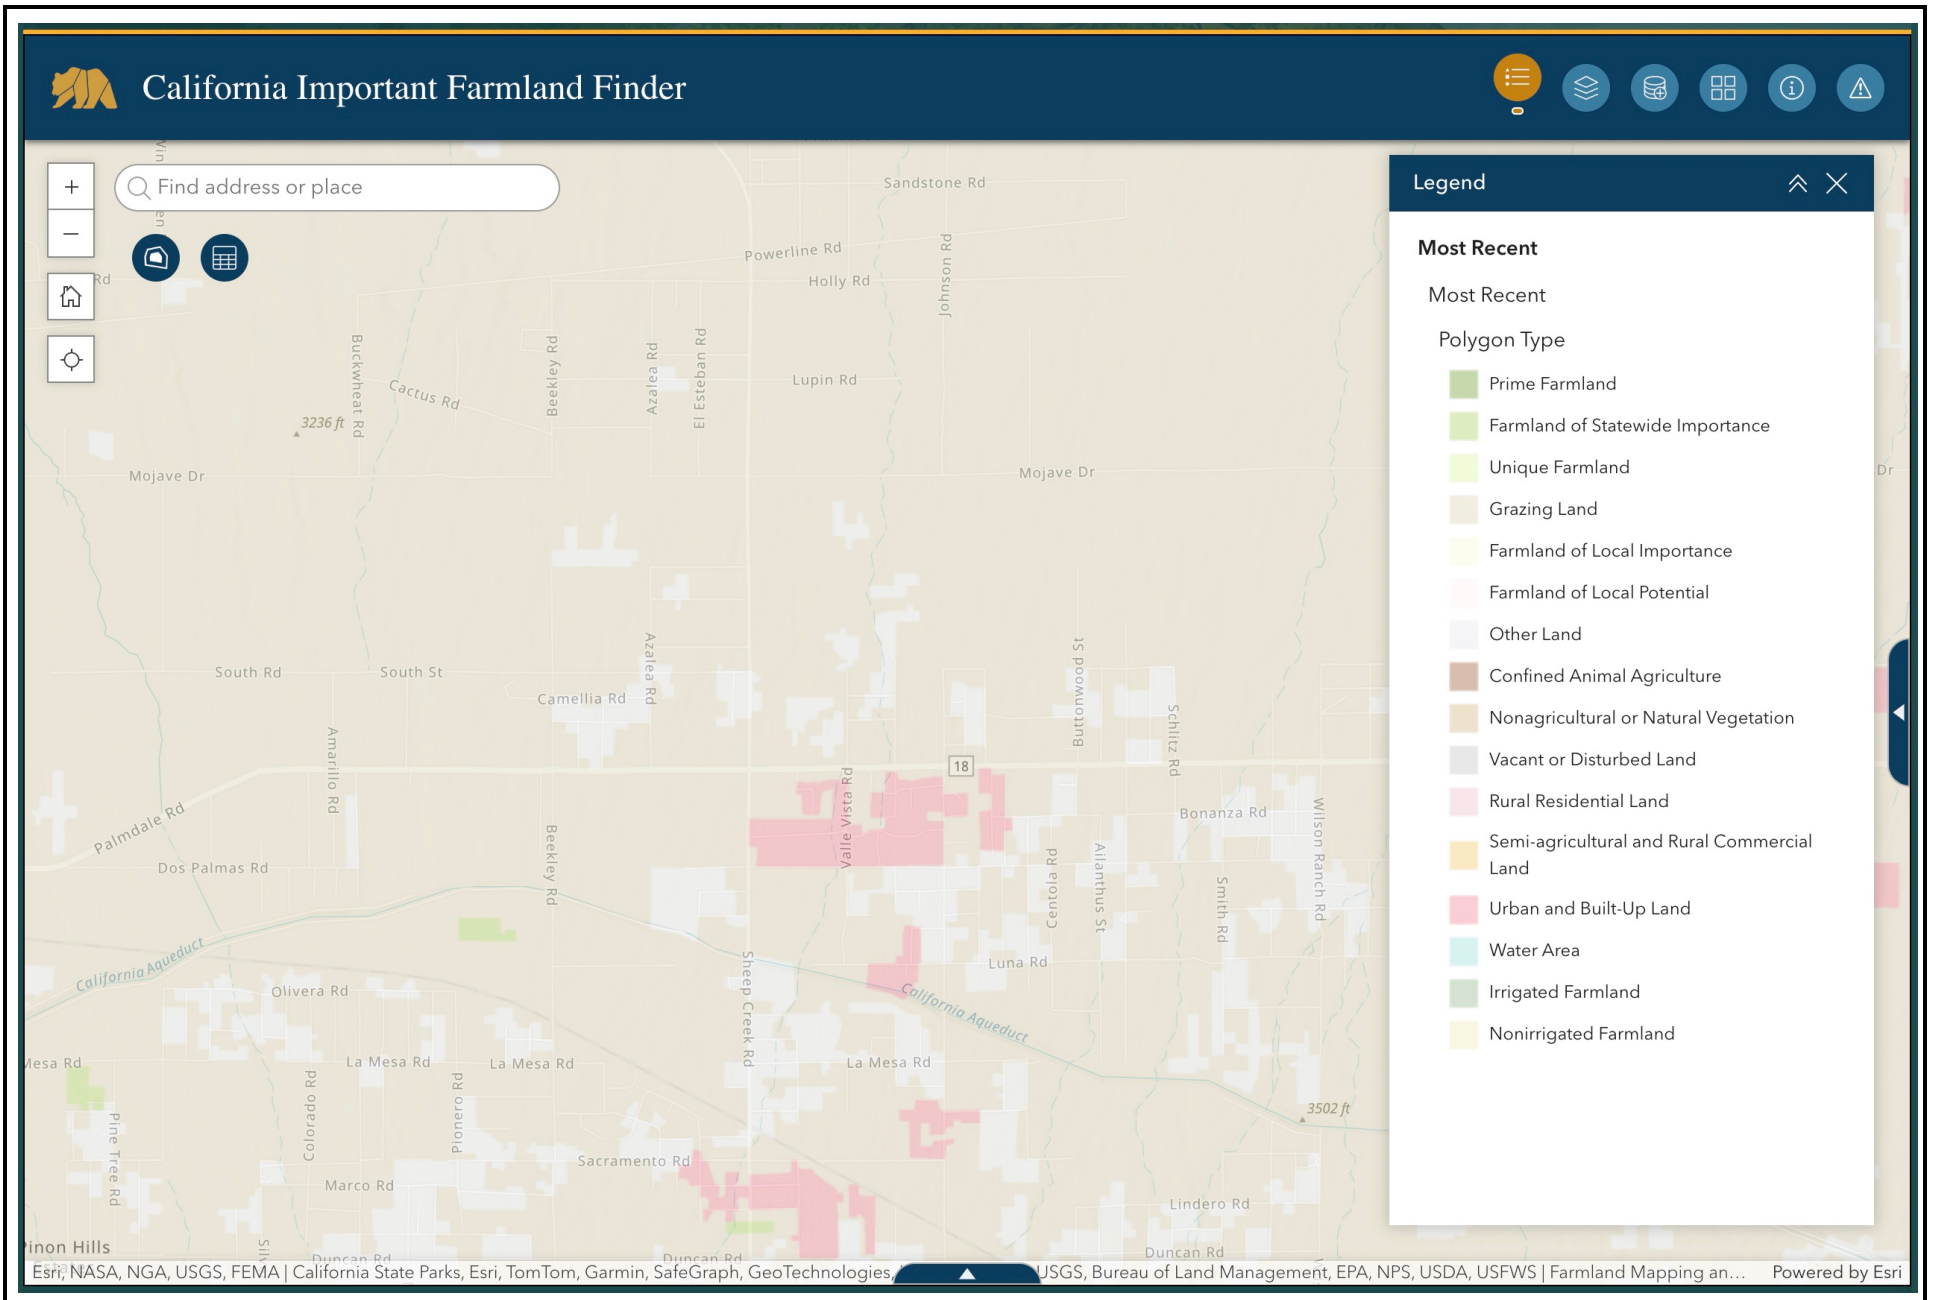 California Important Farmland Finder
Find address or place
Sandstone Rd
Powerline Rd
Holly Rd
Johnson Rd
Rd
Buckwheat Rd
Cactus Rd
Beekley Rd
Azalea Rd
El Esteban Rd
Lupin Rd
3236 ft
Mojave Dr
Mojave Dr
Dr
South Rd
South St
Azalea Rd
Camellia Rd
Buttonwood St
Schlitz Rd
Amarillo Rd
18
Valle Vista Rd
Palmdale Rd
Bonanza Rd
Wilson Ranch Rd
Dos Palmas Rd
Beekley Rd
Centola Rd
Ailanthus St
Smith Rd
California Aqueduct
Sheep Creek Rd
Luna Rd
Olivera Rd
California Aqueduct
Mesa Rd
La Mesa Rd
La Mesa Rd
La Mesa Rd
Colorado Rd
Pionero Rd
3502 ft
Pine Tree Rd
Sacramento Rd
Marco Rd
Lindero Rd
Pinon Hills
Duncan Rd
Duncan Rd
Duncan Rd
Legend
Most Recent
Most Recent
Polygon Type
Prime Farmland
Farmland of Statewide Importance
Unique Farmland
Grazing Land
Farmland of Local Importance
Farmland of Local Potential
Other Land
Confined Animal Agriculture
Nonagricultural or Natural Vegetation
Vacant or Disturbed Land
Rural Residential Land
Semi-agricultural and Rural Commercial
Land
Urban and Built-Up Land
Water Area
Irrigated Farmland
Nonirrigated Farmland
Esri, NASA, NGA, USGS, FEMA | California State Parks, Esri, TomTom, Garmin, SafeGraph, GeoTechnologies, USGS, Bureau of Land Management, EPA, NPS, USDA, USFWS | Farmland Mapping an... Powered by Esri